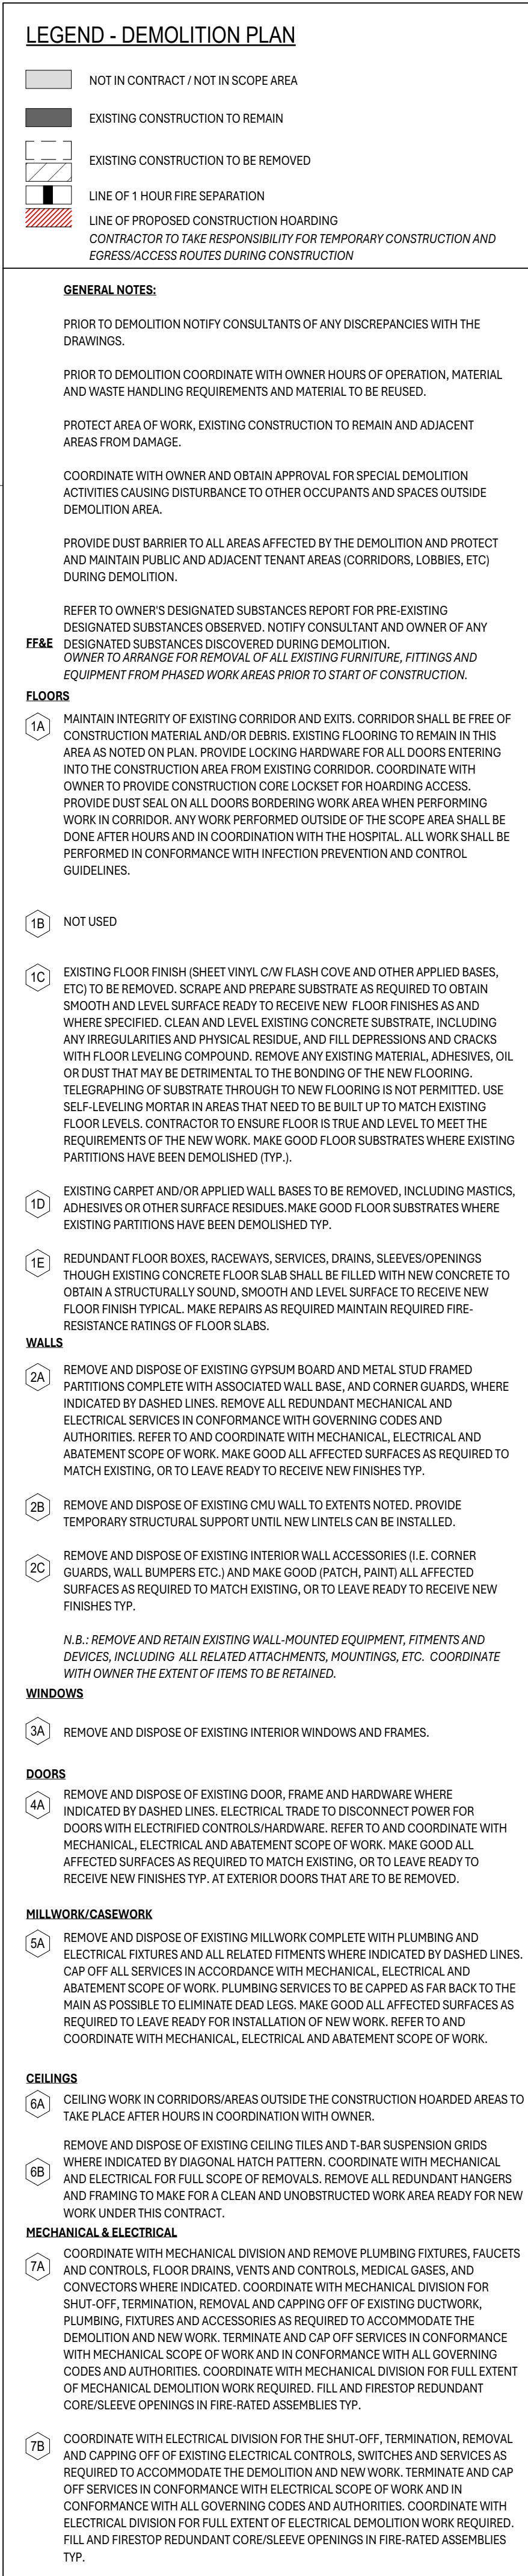 LEGEND - DEMOLITION PLAN
NOT IN CONTRACT / NOT IN SCOPE AREA
EXISTING CONSTRUCTION TO REMAIN
EXISTING CONSTRUCTION TO BE REMOVED
LINE OF 1 HOUR FIRE SEPARATION
LINE OF PROPOSED CONSTRUCTION HOARDING
CONTRACTOR TO TAKE RESPONSIBILITY FOR TEMPORARY CONSTRUCTION AND
EGRESS/ACCESS ROUTES DURING CONSTRUCTION
GENERAL NOTES:
PRIOR TO DEMOLITION NOTIFY CONSULTANTS OF ANY DISCREPANCIES WITH THE
DRAWINGS.
PRIOR TO DEMOLITION COORDINATE WITH OWNER HOURS OF OPERATION, MATERIAL
AND WASTE HANDLING REQUIREMENTS AND MATERIAL TO BE REUSED.
PROTECT AREA OF WORK, EXISTING CONSTRUCTION TO REMAIN AND ADJACENT
AREAS FROM DAMAGE.
COORDINATE WITH OWNER AND OBTAIN APPROVAL FOR SPECIAL DEMOLITION
ACTIVITIES CAUSING DISTURBANCE TO OTHER OCCUPANTS AND SPACES OUTSIDE
DEMOLITION AREA.
PROVIDE DUST BARRIER TO ALL AREAS AFFECTED BY THE DEMOLITION AND PROTECT
AND MAINTAIN PUBLIC AND ADJACENT TENANT AREAS (CORRIDORS, LOBBIES, ETC)
DURING DEMOLITION.
REFER TO OWNER'S DESIGNATED SUBSTANCES REPORT FOR PRE-EXISTING
DESIGNATED SUBSTANCES OBSERVED. NOTIFY CONSULTANT AND OWNER OF ANY
DESIGNATED SUBSTANCES DISCOVERED DURING DEMOLITION.
FF&E
OWNER TO ARRANGE FOR REMOVAL OF ALL EXISTING FURNITURE, FITTINGS AND
EQUIPMENT FROM PHASED WORK AREAS PRIOR TO START OF CONSTRUCTION.
FLOORS
1A MAINTAIN INTEGRITY OF EXISTING CORRIDOR AND EXITS. CORRIDOR SHALL BE FREE OF
CONSTRUCTION MATERIAL AND/OR DEBRIS. EXISTING FLOORING TO REMAIN IN THIS
AREA AS NOTED ON PLAN. PROVIDE LOCKING HARDWARE FOR ALL DOORS ENTERING
INTO THE CONSTRUCTION AREA FROM EXISTING CORRIDOR. COORDINATE WITH
OWNER TO PROVIDE CONSTRUCTION CORE LOCKSET FOR HOARDING ACCESS.
PROVIDE DUST SEAL ON ALL DOORS BORDERING WORK AREA WHEN PERFORMING
WORK IN CORRIDOR. ANY WORK PERFORMED OUTSIDE OF THE SCOPE AREA SHALL BE
DONE AFTER HOURS AND IN COORDINATION WITH THE HOSPITAL. ALL WORK SHALL BE
PERFORMED IN CONFORMANCE WITH INFECTION PREVENTION AND CONTROL
GUIDELINES.
1B NOT USED
1C EXISTING FLOOR FINISH (SHEET VINYL C/W FLASH COVE AND OTHER APPLIED BASES,
ETC) TO BE REMOVED. SCRAPE AND PREPARE SUBSTRATE AS REQUIRED TO OBTAIN
SMOOTH AND LEVEL SURFACE READY TO RECEIVE NEW FLOOR FINISHES AS AND
WHERE SPECIFIED. CLEAN AND LEVEL EXISTING CONCRETE SUBSTRATE, INCLUDING
ANY IRREGULARITIES AND PHYSICAL RESIDUE, AND FILL DEPRESSIONS AND CRACKS
WITH FLOOR LEVELING COMPOUND. REMOVE ANY EXISTING MATERIAL, ADHESIVES, OIL
OR DUST THAT MAY BE DETRIMENTAL TO THE BONDING OF THE NEW FLOORING.
TELEGRAPHING OF SUBSTRATE THROUGH TO NEW FLOORING IS NOT PERMITTED. USE
SELF-LEVELING MORTAR IN AREAS THAT NEED TO BE BUILT UP TO MATCH EXISTING
FLOOR LEVELS. CONTRACTOR TO ENSURE FLOOR IS TRUE AND LEVEL TO MEET THE
REQUIREMENTS OF THE NEW WORK. MAKE GOOD FLOOR SUBSTRATES WHERE EXISTING
PARTITIONS HAVE BEEN DEMOLISHED (TYP.).
1D EXISTING CARPET AND/OR APPLIED WALL BASES TO BE REMOVED, INCLUDING MASTICS,
ADHESIVES OR OTHER SURFACE RESIDUES.MAKE GOOD FLOOR SUBSTRATES WHERE
EXISTING PARTITIONS HAVE BEEN DEMOLISHED TYP.
1E REDUNDANT FLOOR BOXES, RACEWAYS, SERVICES, DRAINS, SLEEVES/OPENINGS
THOUGH EXISTING CONCRETE FLOOR SLAB SHALL BE FILLED WITH NEW CONCRETE TO
OBTAIN A STRUCTURALLY SOUND, SMOOTH AND LEVEL SURFACE TO RECEIVE NEW
FLOOR FINISH TYPICAL. MAKE REPAIRS AS REQUIRED MAINTAIN REQUIRED FIRE-
RESISTANCE RATINGS OF FLOOR SLABS.
WALLS
2A REMOVE AND DISPOSE OF EXISTING GYPSUM BOARD AND METAL STUD FRAMED
PARTITIONS COMPLETE WITH ASSOCIATED WALL BASE, AND CORNER GUARDS, WHERE
INDICATED BY DASHED LINES. REMOVE ALL REDUNDANT MECHANICAL AND
ELECTRICAL SERVICES IN CONFORMANCE WITH GOVERNING CODES AND
AUTHORITIES. REFER TO AND COORDINATE WITH MECHANICAL, ELECTRICAL AND
ABATEMENT SCOPE OF WORK. MAKE GOOD ALL AFFECTED SURFACES AS REQUIRED TO
MATCH EXISTING, OR TO LEAVE READY TO RECEIVE NEW FINISHES TYP.
2B REMOVE AND DISPOSE OF EXISTING CMU WALL TO EXTENTS NOTED. PROVIDE
TEMPORARY STRUCTURAL SUPPORT UNTIL NEW LINTELS CAN BE INSTALLED.
2C REMOVE AND DISPOSE OF EXISTING INTERIOR WALL ACCESSORIES (I.E. CORNER
GUARDS, WALL BUMPERS ETC.) AND MAKE GOOD (PATCH, PAINT) ALL AFFECTED
SURFACES AS REQUIRED TO MATCH EXISTING, OR TO LEAVE READY TO RECEIVE NEW
FINISHES TYP.
N.B.: REMOVE AND RETAIN EXISTING WALL-MOUNTED EQUIPMENT, FITMENTS AND
DEVICES, INCLUDING ALL RELATED ATTACHMENTS, MOUNTINGS, ETC. COORDINATE
WITH OWNER THE EXTENT OF ITEMS TO BE RETAINED.
WINDOWS
3A REMOVE AND DISPOSE OF EXISTING INTERIOR WINDOWS AND FRAMES.
DOORS
4A REMOVE AND DISPOSE OF EXISTING DOOR, FRAME AND HARDWARE WHERE
INDICATED BY DASHED LINES. ELECTRICAL TRADE TO DISCONNECT POWER FOR
DOORS WITH ELECTRIFIED CONTROLS/HARDWARE. REFER TO AND COORDINATE WITH
MECHANICAL, ELECTRICAL AND ABATEMENT SCOPE OF WORK. MAKE GOOD ALL
AFFECTED SURFACES AS REQUIRED TO MATCH EXISTING, OR TO LEAVE READY TO
RECEIVE NEW FINISHES TYP. AT EXTERIOR DOORS THAT ARE TO BE REMOVED.
MILLWORK/CASEWORK
5A REMOVE AND DISPOSE OF EXISTING MILLWORK COMPLETE WITH PLUMBING AND
ELECTRICAL FIXTURES AND ALL RELATED FITMENTS WHERE INDICATED BY DASHED LINES.
CAP OFF ALL SERVICES IN ACCORDANCE WITH MECHANICAL, ELECTRICAL AND
ABATEMENT SCOPE OF WORK. PLUMBING SERVICES TO BE CAPPED AS FAR BACK TO THE
MAIN AS POSSIBLE TO ELIMINATE DEAD LEGS. MAKE GOOD ALL AFFECTED SURFACES AS
REQUIRED TO LEAVE READY FOR INSTALLATION OF NEW WORK. REFER TO AND
COORDINATE WITH MECHANICAL, ELECTRICAL AND ABATEMENT SCOPE OF WORK.
CEILINGS
6A CEILING WORK IN CORRIDORS/AREAS OUTSIDE THE CONSTRUCTION HOARDED AREAS TO
TAKE PLACE AFTER HOURS IN COORDINATION WITH OWNER.
6B REMOVE AND DISPOSE OF EXISTING CEILING TILES AND T-BAR SUSPENSION GRIDS
WHERE INDICATED BY DIAGONAL HATCH PATTERN. COORDINATE WITH MECHANICAL
AND ELECTRICAL FOR FULL SCOPE OF REMOVALS. REMOVE ALL REDUNDANT HANGERS
AND FRAMING TO MAKE FOR A CLEAN AND UNOBSTRUCTED WORK AREA READY FOR NEW
WORK UNDER THIS CONTRACT.
MECHANICAL & ELECTRICAL
7A COORDINATE WITH MECHANICAL DIVISION AND REMOVE PLUMBING FIXTURES, FAUCETS
AND CONTROLS, FLOOR DRAINS, VENTS AND CONTROLS, MEDICAL GASES, AND
CONVECTORS WHERE INDICATED. COORDINATE WITH MECHANICAL DIVISION FOR
SHUT-OFF, TERMINATION, REMOVAL AND CAPPING OFF OF EXISTING DUCTWORK,
PLUMBING, FIXTURES AND ACCESSORIES AS REQUIRED TO ACCOMMODATE THE
DEMOLITION AND NEW WORK. TERMINATE AND CAP OFF SERVICES IN CONFORMANCE
WITH MECHANICAL SCOPE OF WORK AND IN CONFORMANCE WITH ALL GOVERNING
CODES AND AUTHORITIES. COORDINATE WITH MECHANICAL DIVISION FOR FULL EXTENT
OF MECHANICAL DEMOLITION WORK REQUIRED. FILL AND FIRESTOP REDUNDANT
CORE/SLEEVE OPENINGS IN FIRE-RATED ASSEMBLIES TYP.
7B COORDINATE WITH ELECTRICAL DIVISION FOR THE SHUT-OFF, TERMINATION, REMOVAL
AND CAPPING OFF OF EXISTING ELECTRICAL CONTROLS, SWITCHES AND SERVICES AS
REQUIRED TO ACCOMMODATE THE DEMOLITION AND NEW WORK. TERMINATE AND CAP
OFF SERVICES IN CONFORMANCE WITH ELECTRICAL SCOPE OF WORK AND IN
CONFORMANCE WITH ALL GOVERNING CODES AND AUTHORITIES. COORDINATE WITH
ELECTRICAL DIVISION FOR FULL EXTENT OF ELECTRICAL DEMOLITION WORK REQUIRED.
FILL AND FIRESTOP REDUNDANT CORE/SLEEVE OPENINGS IN FIRE-RATED ASSEMBLIES
TYP.